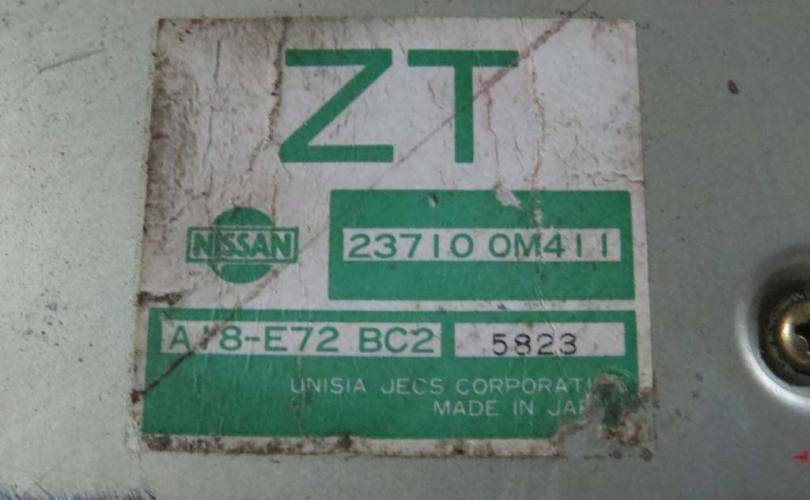 ZT
NISSAN
23710 0M411
A18-E72 BC2
5823
UNISIA JECS
MADE IN